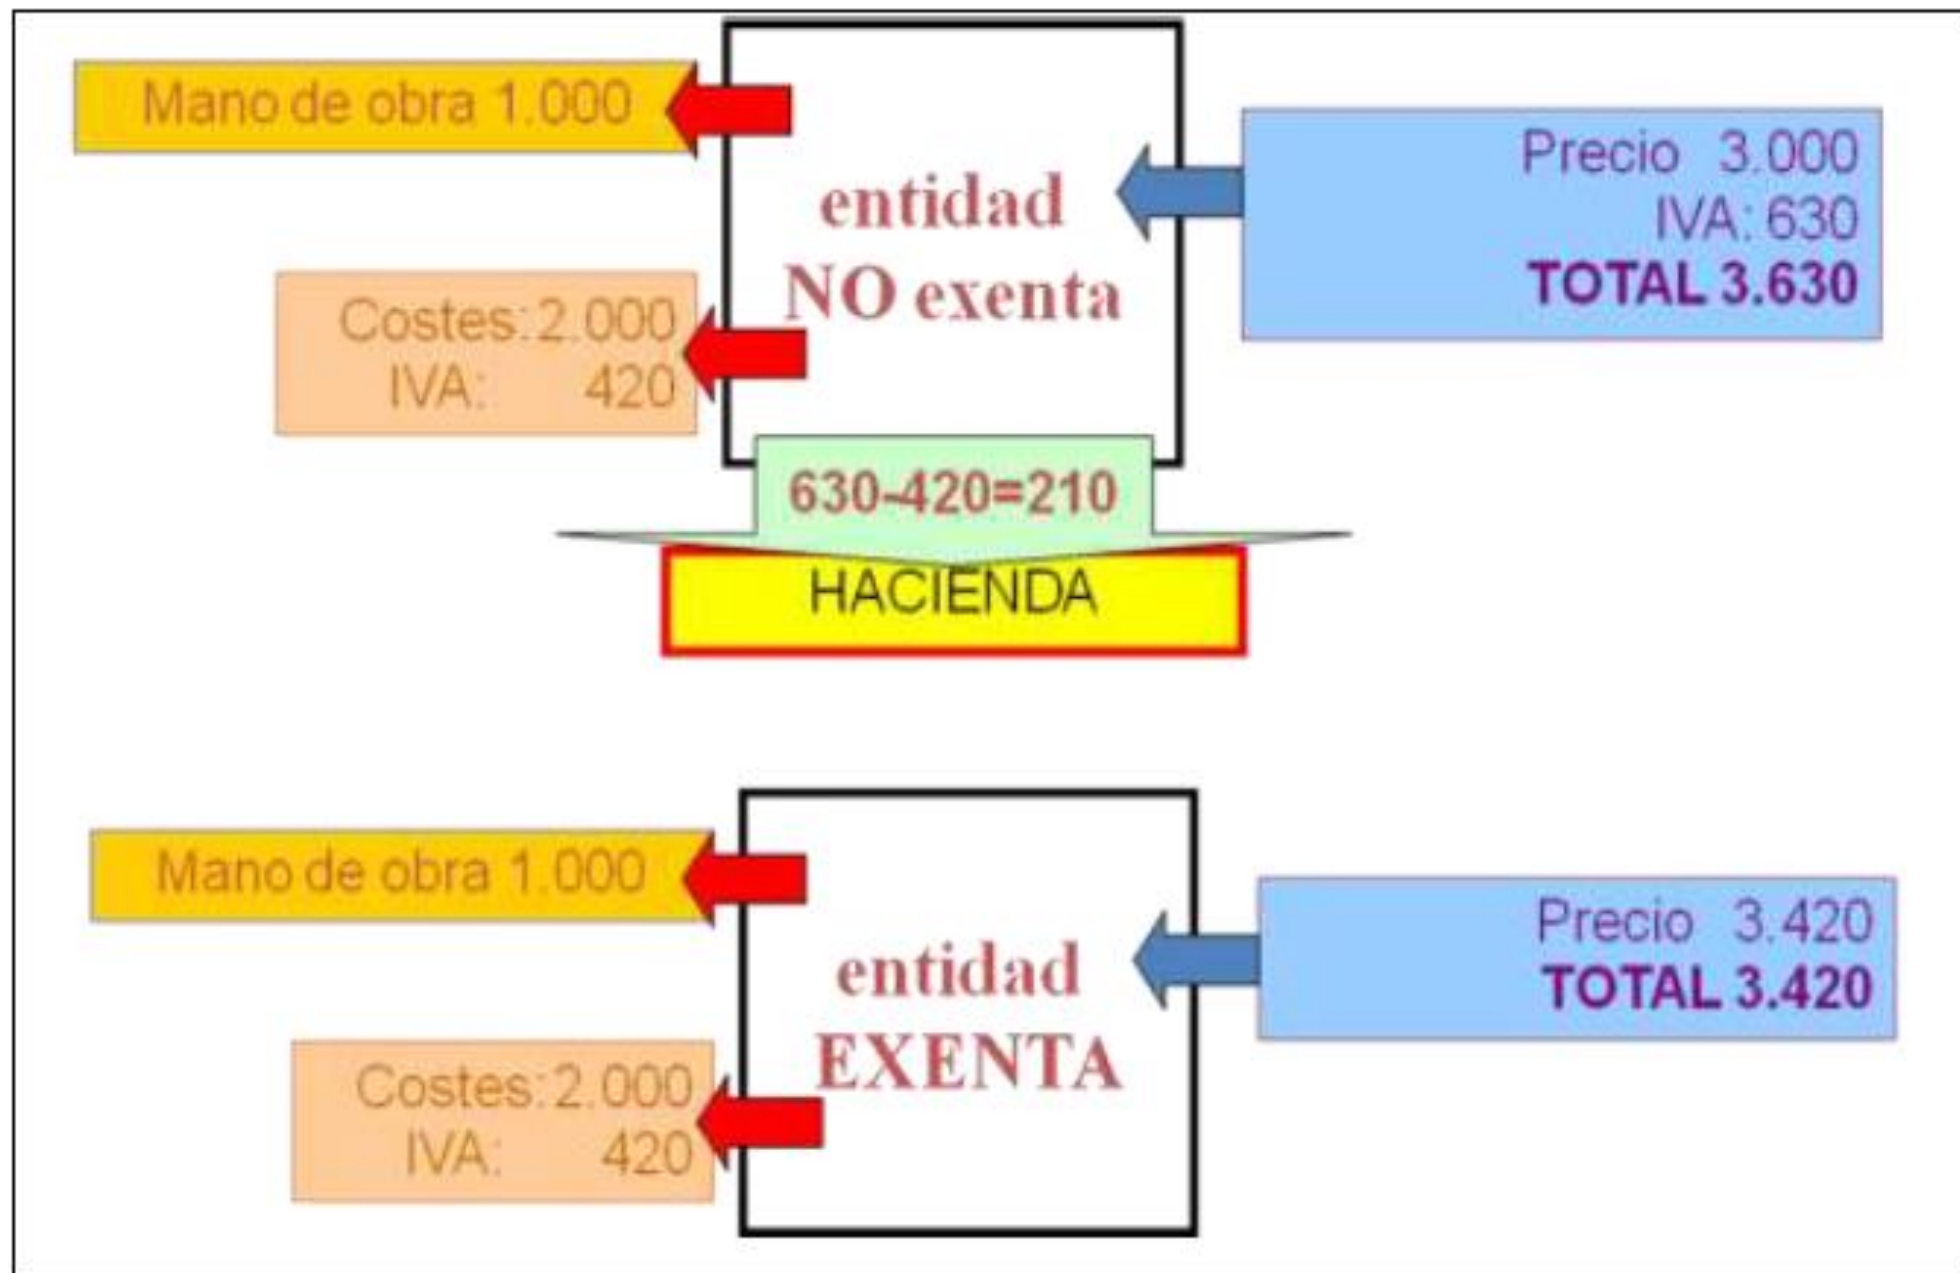 Mano de obra 1.000
entidad
NO exenta
Precio 3.000
IVA: 630
TOTAL 3.630
Costes: 2.000
IVA: 420
630-420=210
HACIENDA
Mano de obra 1.000
entidad
EXENTA
Precio 3.420
TOTAL 3.420
Costes: 2.000
IVA: 420